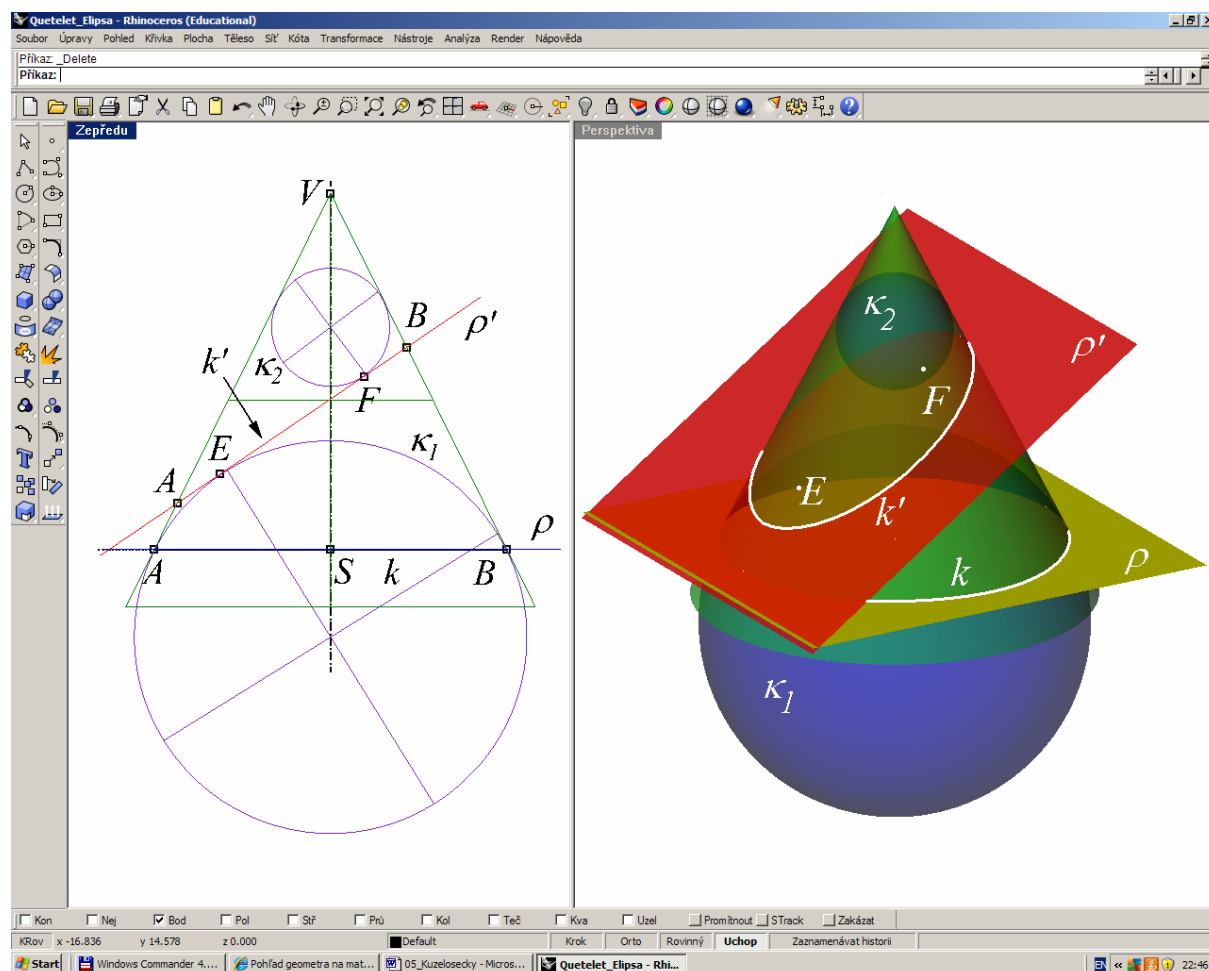 Quetelet_Elipsa - Rhinoceros (Educational)
Soubor Úpravy Pohled Křivka Plocha Těleso Síť Kóta Transformace Nástroje Analýza Render Nápověda
Příkaz: _Delete
Příkaz:
Zepředu
Perspektiva
V
B
ρ'
k'
κ2
F
E
κ1
A
ρ
A
S
k
B
κ2
ρ'
F
E
k'
k
ρ
κ1
Kon Nej Bod Pol Stř Prů Kol Teč Kva Uzel Promítnout STrack Zakázat
KRov x -16.836 y 14.578 z 0.000 Default Krok Orto Rovinný Uchop Zaznamenávat historii
Start Windows Commander 4.... Pohľad geometra na mat... 05_Kuzelosecky - Micros... Quetelet_Elipsa - Rhi... EN « 22:46